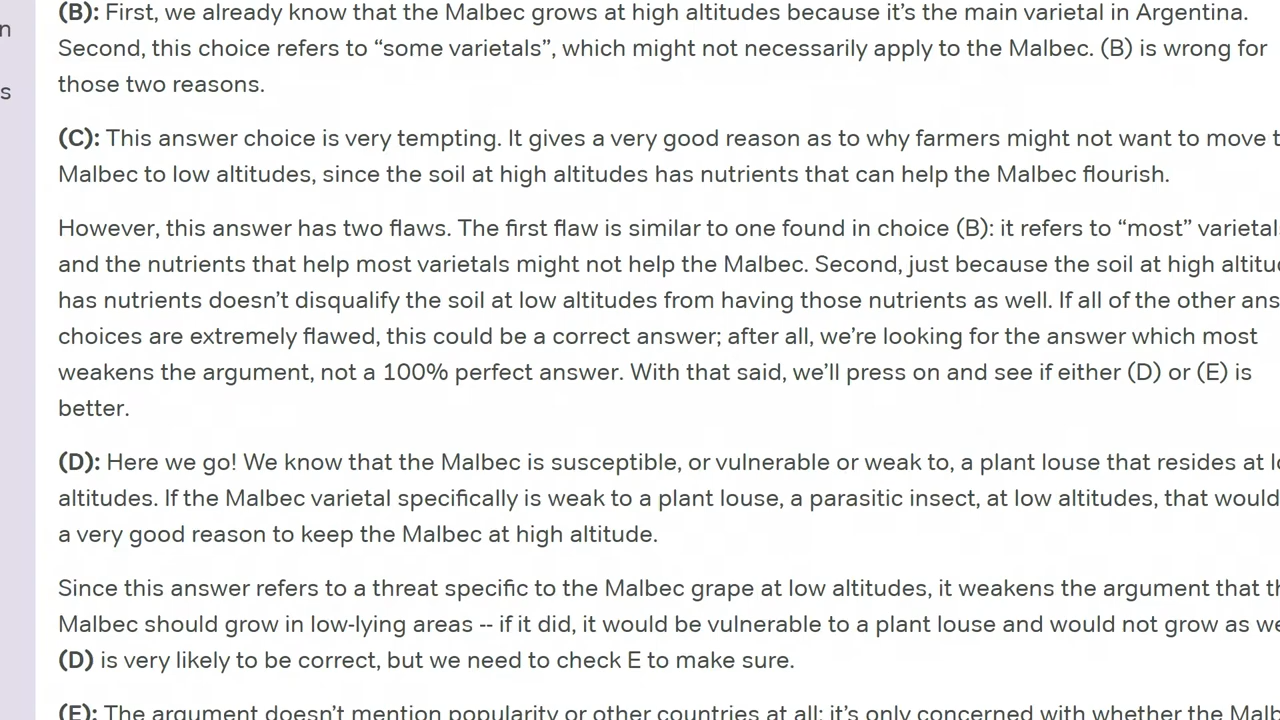 n
s
(B): First, we already know that the Malbec grows at high altitudes because it’s the main varietal in Argentina.
Second, this choice refers to “some varietals”, which might not necessarily apply to the Malbec. (B) is wrong for
those two reasons.
(C): This answer choice is very tempting. It gives a very good reason as to why farmers might not want to move t
Malbec to low altitudes, since the soil at high altitudes has nutrients that can help the Malbec flourish.
However, this answer has two flaws. The first flaw is similar to one found in choice (B): it refers to “most” varietal
and the nutrients that help most varietals might not help the Malbec. Second, just because the soil at high altitu
has nutrients doesn’t disqualify the soil at low altitudes from having those nutrients as well. If all of the other ans
choices are extremely flawed, this could be a correct answer; after all, we’re looking for the answer which most
weakens the argument, not a 100% perfect answer. With that said, we’ll press on and see if either (D) or (E) is
better.
(D): Here we go! We know that the Malbec is susceptible, or vulnerable or weak to, a plant louse that resides at l
altitudes. If the Malbec varietal specifically is weak to a plant louse, a parasitic insect, at low altitudes, that would
a very good reason to keep the Malbec at high altitude.
Since this answer refers to a threat specific to the Malbec grape at low altitudes, it weakens the argument that th
Malbec should grow in low-lying areas -- if it did, it would be vulnerable to a plant louse and would not grow as we
(D) is very likely to be correct, but we need to check E to make sure.
(E): The argument doesn’t mention popularity or other countries at all; it’s only concerned with whether the Malb